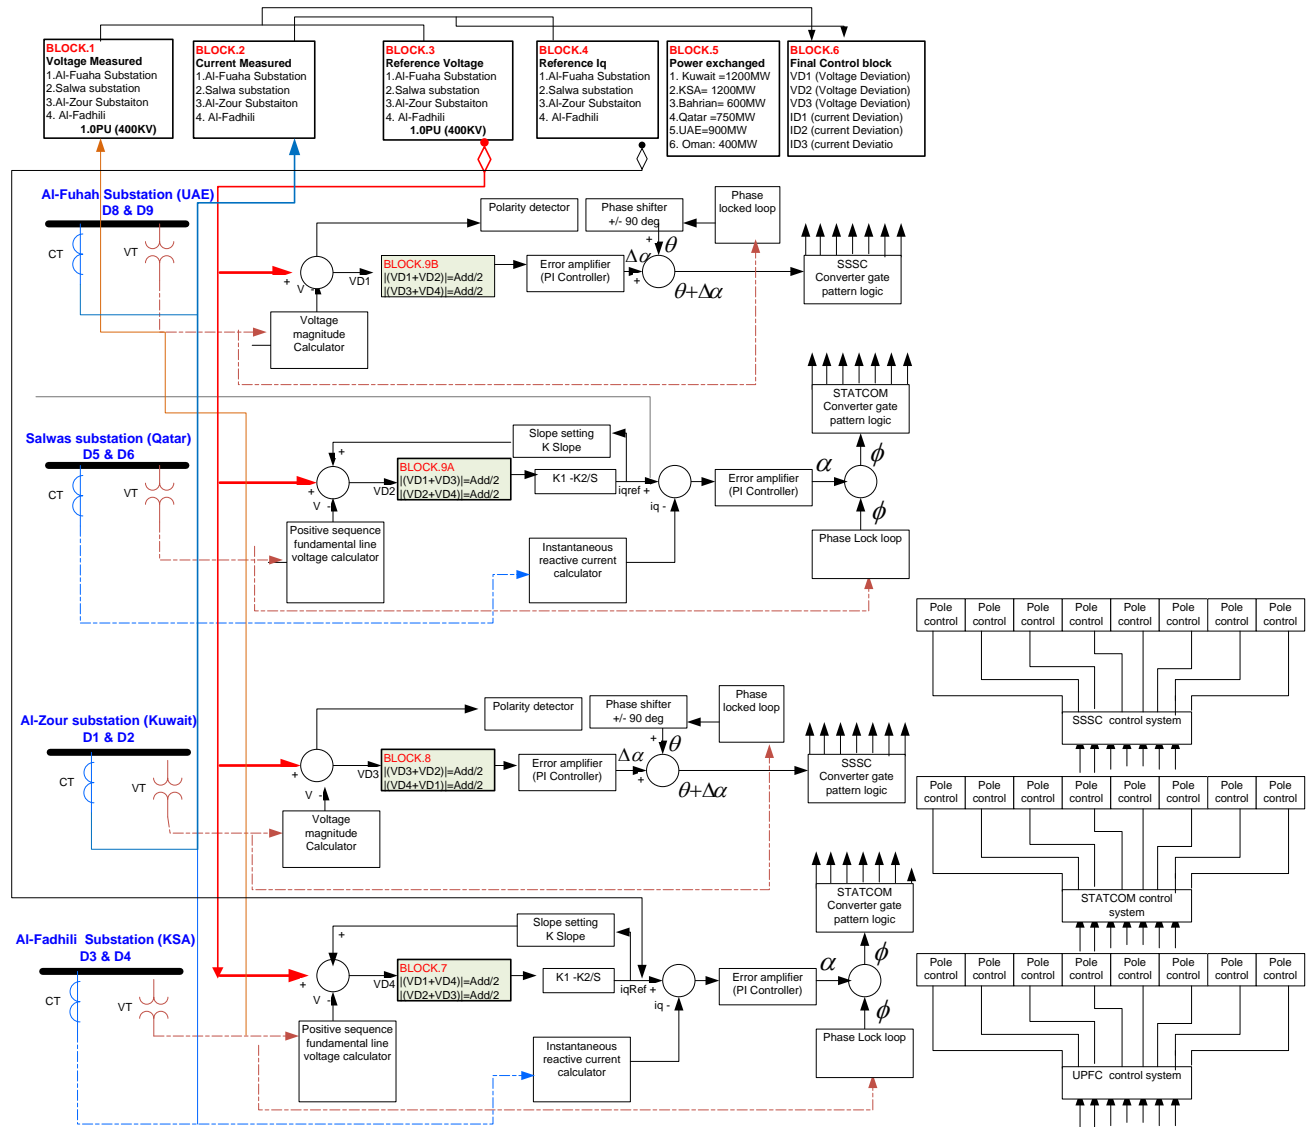 BLOCK.1
Voltage Measured
1.Al-Fuaha Substation
2.Salwa Substation
3.Al-Zour Substaiton
4. Al-Fadhili
1.0PU (400KV)
BLOCK.2
Current Measured
1.Al-Fuaha Substation
2.Salwa substation
3.Al-Zour Substaiton
4. Al-Fadhili
BLOCK.3
Reference Voltage
1.Al-Fuaha Substation
2.Salwa substation
3.Al-Zour Substaiton
4. Al-Fadhili
1.0PU (400KV)
BLOCK.4
Reference Iq
1.Al-Fuaha Substation
2.Salwa substation
3.Al-Zour Substaiton
4. Al-Fadhili
BLOCK.5
Power exchanged
1. Kuwait =1200MW
2.KSA= 1200MW
3.Bahrian= 600MW
4.Qatar =750MW
5.UAE=900MW
6. Oman: 400MW
BLOCK.6
Final Control block
VD1 (Voltage Deviation)
VD2 (Voltage Deviation)
VD3 (Voltage Deviation)
ID1 (current Deviation)
ID2 (current Deviation)
ID3 (current Deviatio
Al-Fuhah Substation (UAE)
D8 & D9
CT
VT
+
V -
Voltage
magnitude
Calculator
VD1
Polarity detector
BLOCK.9B
|(VD1+VD2)|=Add/2
|(VD3+VD4)|=Add/2
Error amplifier
(PI Controller)
Phase shifter
+/- 90 deg
Phase
locked loop
+
θ
Δα
+
θ+Δα
SSSC
Converter gate
pattern logic
Salwas substation (Qatar)
D5 & D6
CT
VT
+
+
V -
Positive sequence
fundamental line
voltage calculator
VD2
BLOCK.9A
|(VD1+VD3)|=Add/2
|(VD2+VD4)|=Add/2
Slope setting
K Slope
K1 -K2/S
iqref +
iq -
Instantaneous
reactive current
calculator
Error amplifier
(PI Controller)
α
ϕ
ϕ
STATCOM
Converter gate
pattern logic
Phase Lock loop
Al-Zour substation (Kuwait)
D1 & D2
CT
VT
+
V -
Voltage
magnitude
Calculator
VD3
Polarity detector
BLOCK.8
|(VD3+VD2)|=Add/2
|(VD4+VD1)|=Add/2
Error amplifier
(PI Controller)
Phase shifter
+/- 90 deg
Phase
locked loop
+
θ
Δα
+
θ+Δα
SSSC
Converter gate
pattern logic
Al-Fadhili  Substation (KSA)
D3 & D4
CT
VT
+
+
V -
Positive sequence
fundamental line
voltage calculator
VD4
BLOCK.7
|(VD1+VD4)|=Add/2
|(VD2+VD3)|=Add/2
Slope setting
K Slope
K1 -K2/S
iqRef +
iq -
Instantaneous
reactive current
calculator
Error amplifier
(PI Controller)
α
ϕ
ϕ
STATCOM
Converter gate
pattern logic
Phase Lock loop
Pole control
Pole control
Pole control
Pole control
Pole control
Pole control
Pole control
Pole control
SSSC control system
Pole control
Pole control
Pole control
Pole control
Pole control
Pole control
Pole control
Pole control
STATCOM control
system
Pole control
Pole control
Pole control
Pole control
Pole control
Pole control
Pole control
Pole control
UPFC  control system